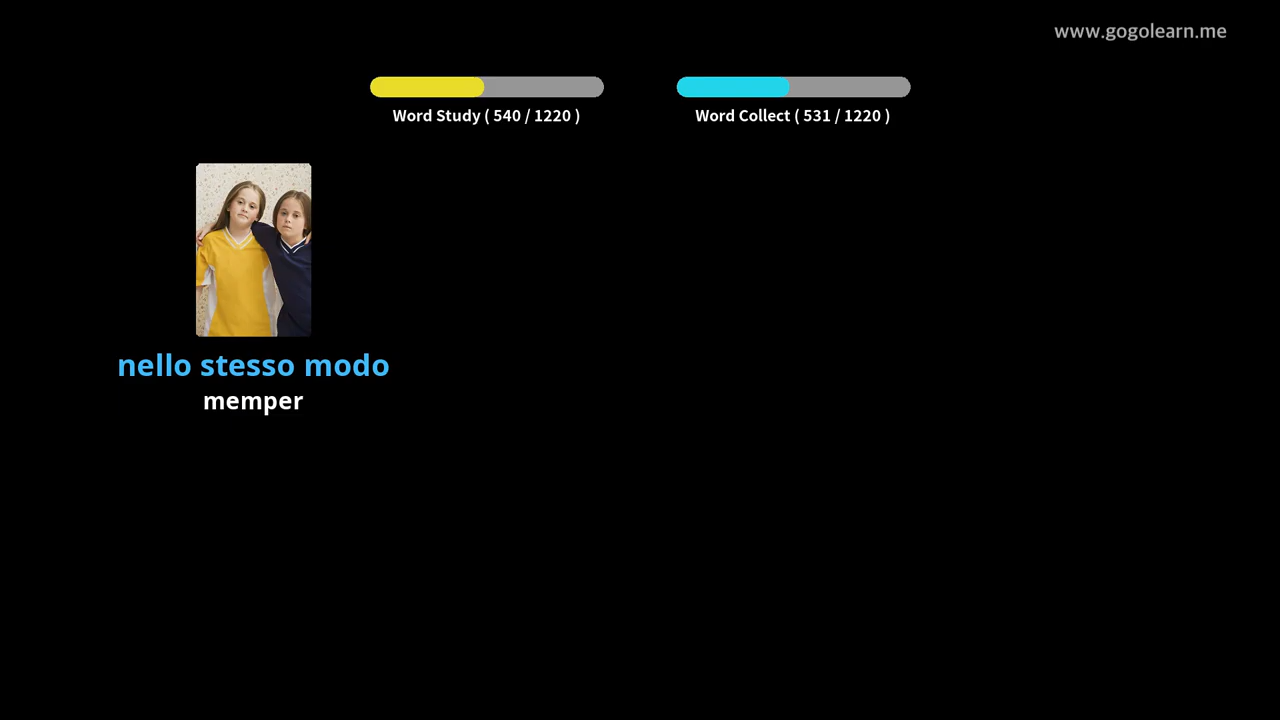 www.gogolearn.me
Word Study ( 540 / 1220 )
Word Collect ( 531 / 1220 )
nello stesso modo
memper